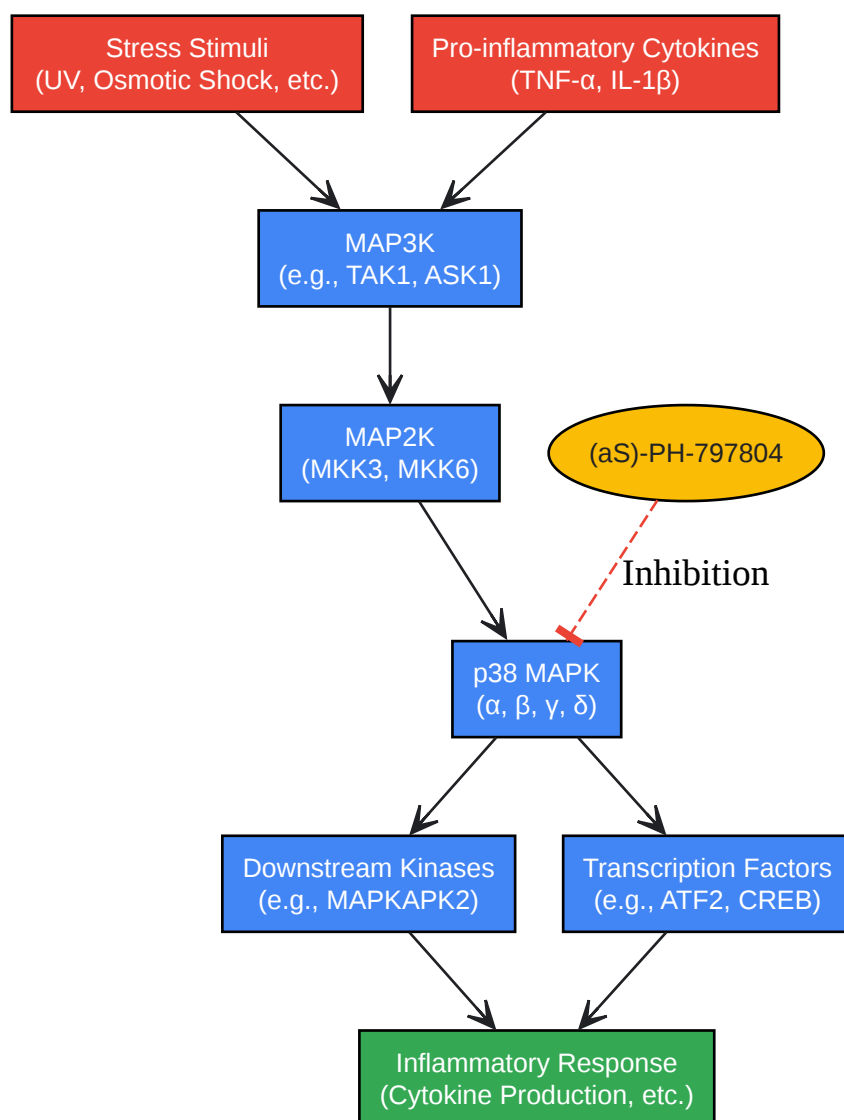 Stress Stimuli
(UV, Osmotic Shock, etc.)
Pro-inflammatory Cytokines
(TNF-α, IL-1β)
MAP3K
(e.g., TAK1, ASK1)
MAP2K
(MKK3, MKK6)
(aS)-PH-797804
Inhibition
p38 MAPK
(α, β, γ, δ)
Downstream Kinases
(e.g., MAPKAPK2)
Transcription Factors
(e.g., ATF2, CREB)
Inflammatory Response
(Cytokine Production, etc.)